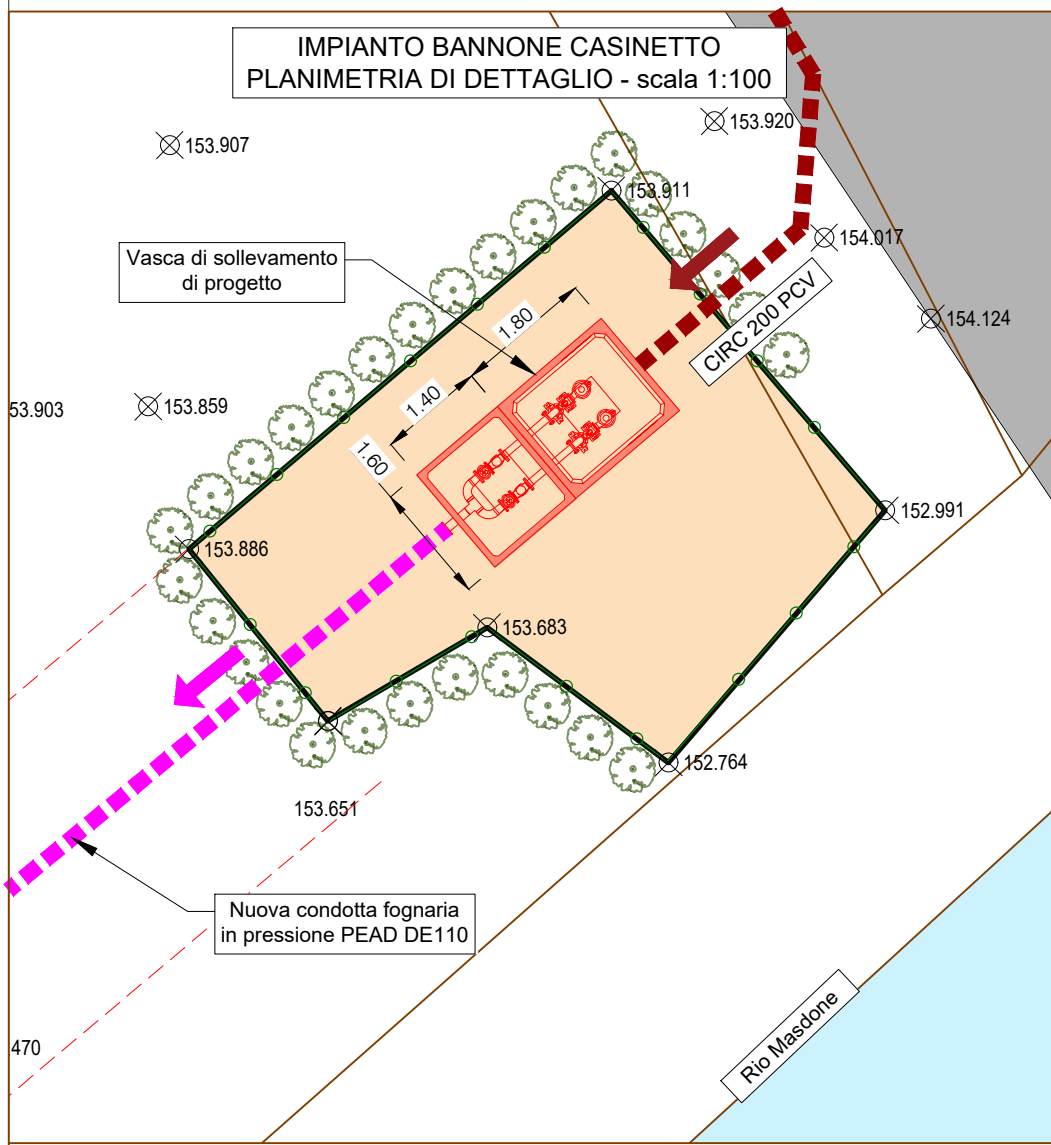 IMPIANTO BANNONE CASINETTO
PLANIMETRIA DI DETTAGLIO - scala 1:100
153.920
153.907
153.911
154.017
Vasca di sollevamento
di progetto
1.80
CIRC 200 PCV
154.124
1.40
53.903
153.859
1.60
152.991
153.886
153.683
152.764
153.651
Nuova condotta fognaria
in pressione PEAD DE110
Rio Masdone
470